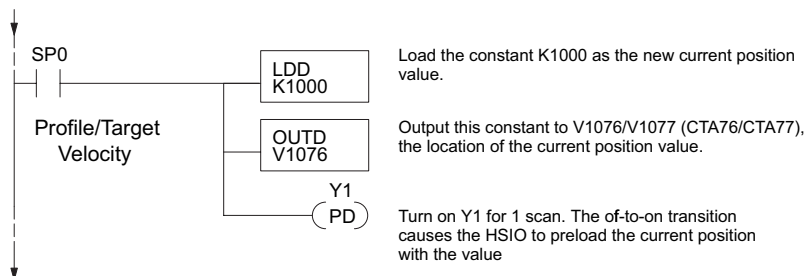 SP0
LDD
K1000
Load the constant K1000 as the new current position
value.
Profile/Target
Velocity
OUTD
V1076
Output this constant to V1076/V1077 (CTA76/CTA77),
the location of the current position value.
Y1
PD
Turn on Y1 for 1 scan. The of-to-on transition
causes the HSIO to preload the current position
with the value